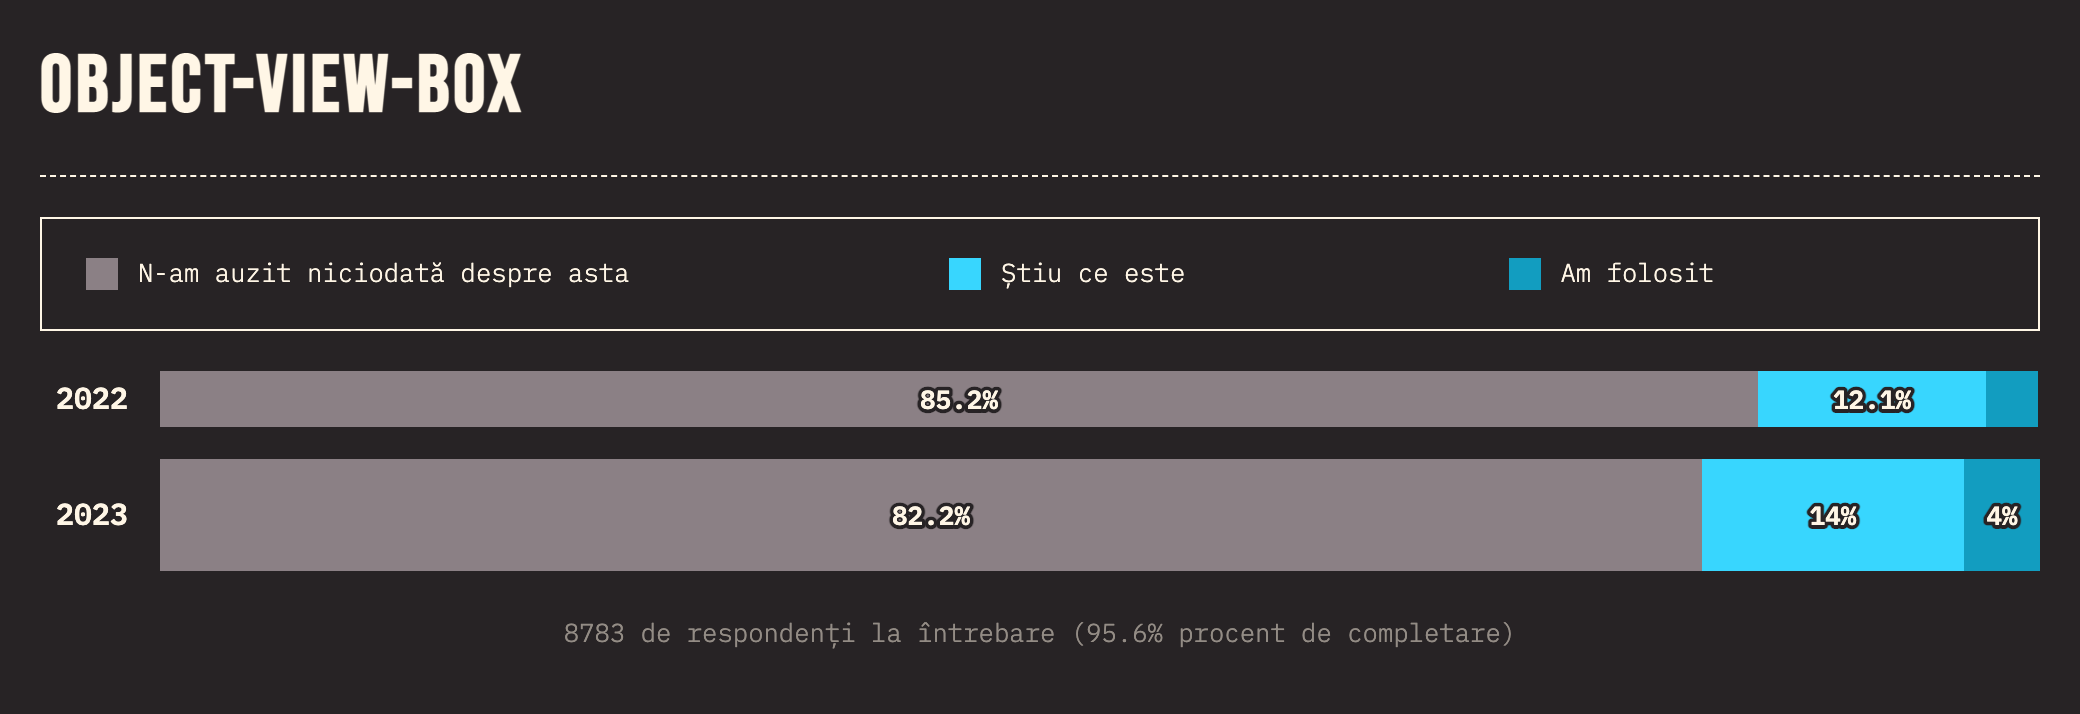 OBJECT-VIEW-BOX
N-am auzit niciodată despre asta
Știu ce este
Am folosit
2022
85.2%
12.1%
2023
82.2%
14%
4%
8783 de respondenți la întrebare (95.6% procent de completare)